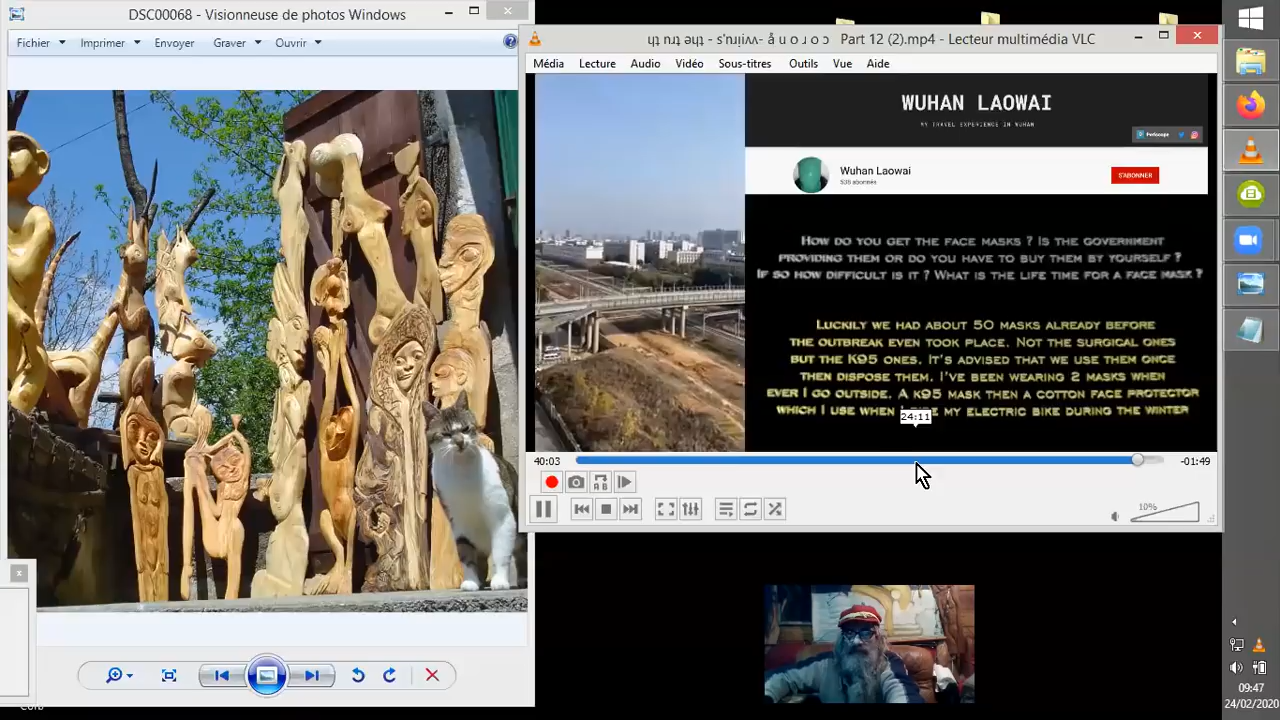 DSC00068 - Visionneuse de photos Windows
Fichier
Imprimer
Envoyer
Graver
Ouvrir
Part 12 (2).mp4 - Lecteur multimédia VLC
Média
Lecture
Audio
Vidéo
Sous-titres
Outils
Vue
Aide
WUHAN LAOWAI
MY TRAVEL EXPERIENCE IN WUHAN
Periscope
Wuhan Laowai
538 abonnés
S'ABONNER
HOW DO YOU GET THE FACE MASKS ? IS THE GOVERNMENT
PROVIDING THEM OR DO YOU HAVE TO BUY THEM BY YOURSELF ?
IF SO HOW DIFFICULT IS IT ? WHAT IS THE LIFE TIME FOR A FACE MASK ?
LUCKILY WE HAD ABOUT 50 MASKS ALREADY BEFORE
THE OUTBREAK EVEN TOOK PLACE. NOT THE SURGICAL ONES
BUT THE K95 ONES. IT'S ADVISED THAT WE USE THEM ONCE
THEN DISPOSE THEM. I'VE BEEN WEARING 2 MASKS WHEN
EVER I GO OUTSIDE. A K95 MASK THEN A COTTON FACE PROTECTOR
WHICH I USE WHEN MY ELECTRIC BIKE DURING THE WINTER
24:11
40:03
-01:49
10%
09:47
24/02/2020